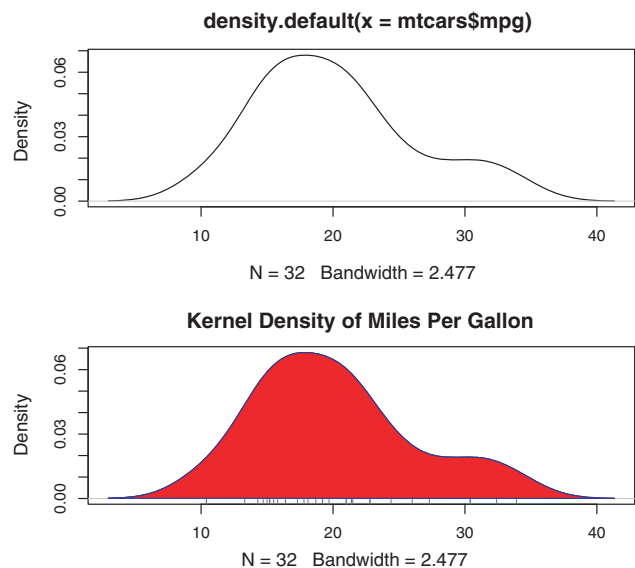 density.default(x = mtcars$mpg)
Density
0.06
0.03
0.00
10 20 30 40
N = 32 Bandwidth = 2.477
Kernel Density of Miles Per Gallon
Density
0.06
0.03
0.00
10 20 30 40
N = 32 Bandwidth = 2.477